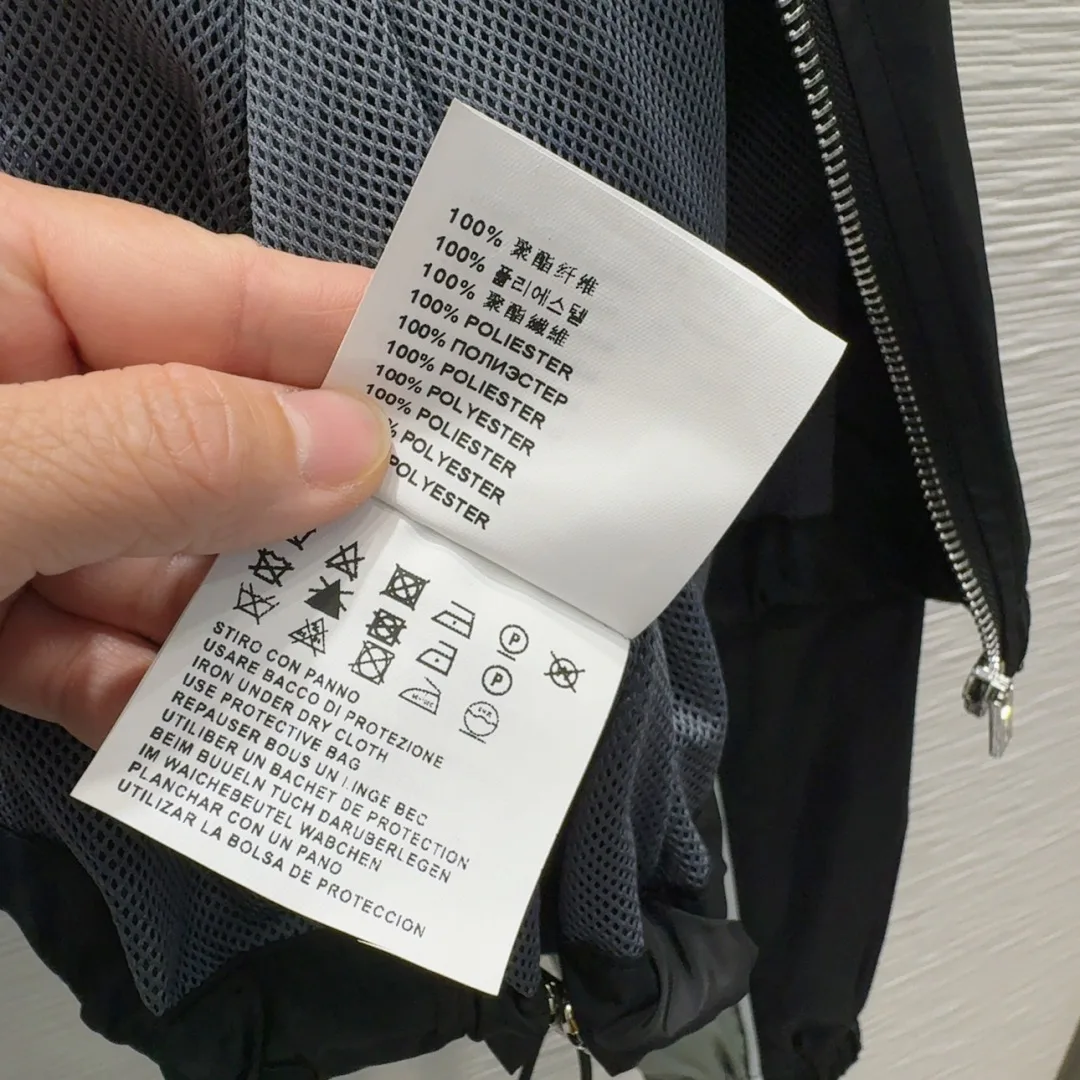 100% 聚酯纤维
100% 폴리에스텔
100% 聚酯纖維
100% POLIESTER
100% ПОЛИЭСТЕР
100% POLIESTER
100% POLYESTER
100% POLIESTER
% POLYESTER
POLYESTER
P
P
STIRO CON PANNO
USARE BACCO DI PROTEZIONE
IRON UNDER DRY CLOTH
USE PROTECTIVE BAG
REPAUSER BOUS UN LINGE BEC
UTILIBER UN BACHET DE PROTECTION
BEIM BUUELN TUCH DARUBERLEGEN
IM WAICHEBEUTEL WABCHEN
PLANCHAR CON UN PANO
UTILIZAR LA BOLSA DE PROTECCION